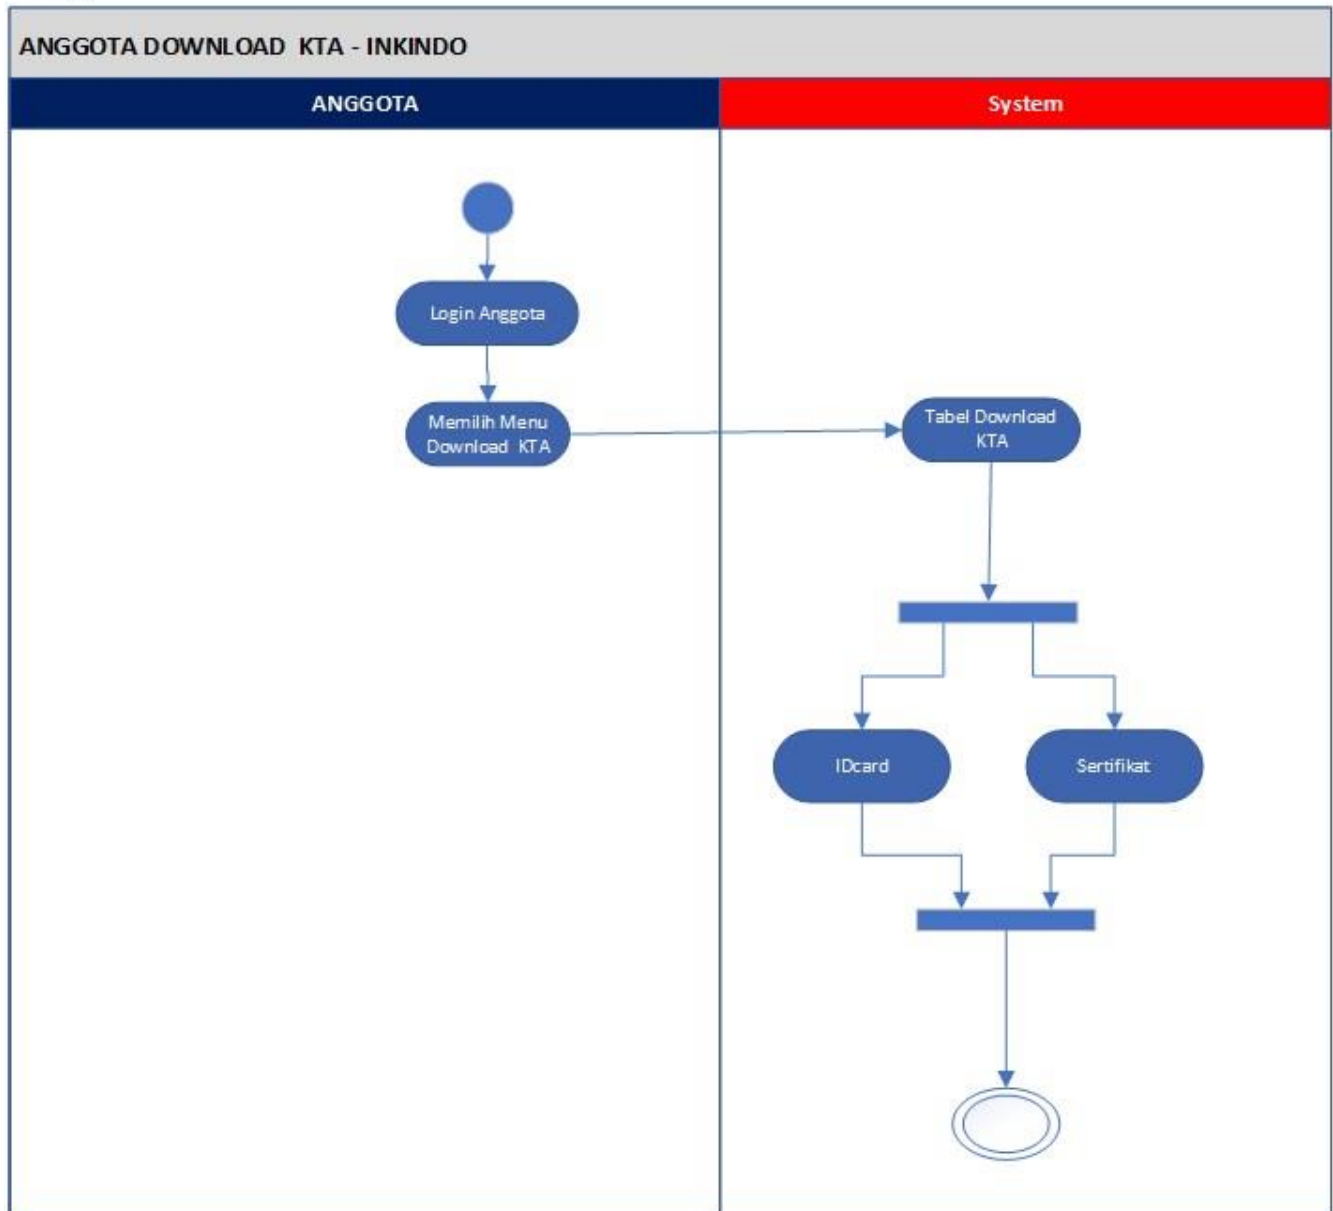 ANGGOTA DOWNLOAD KTA - INKINDO
ANGGOTA
System
Login Anggota
Memilih Menu
Download KTA
Tabel Download
KTA
IDcard
Sertifikat